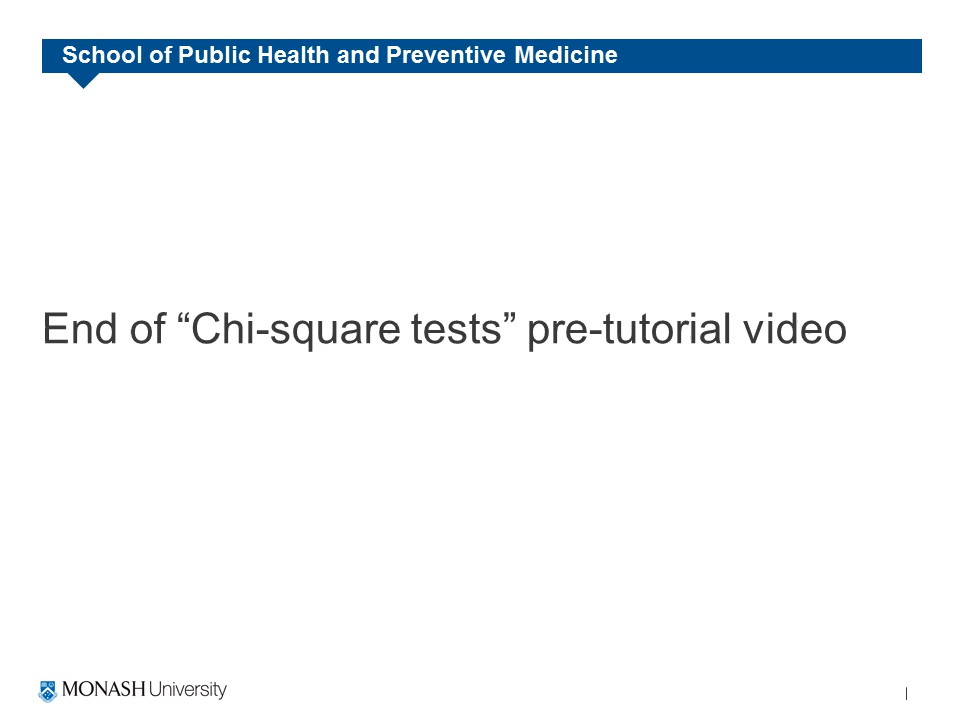 School of Public Health and Preventive Medicine
End of “Chi-square tests” pre-tutorial video
MONASH University
|